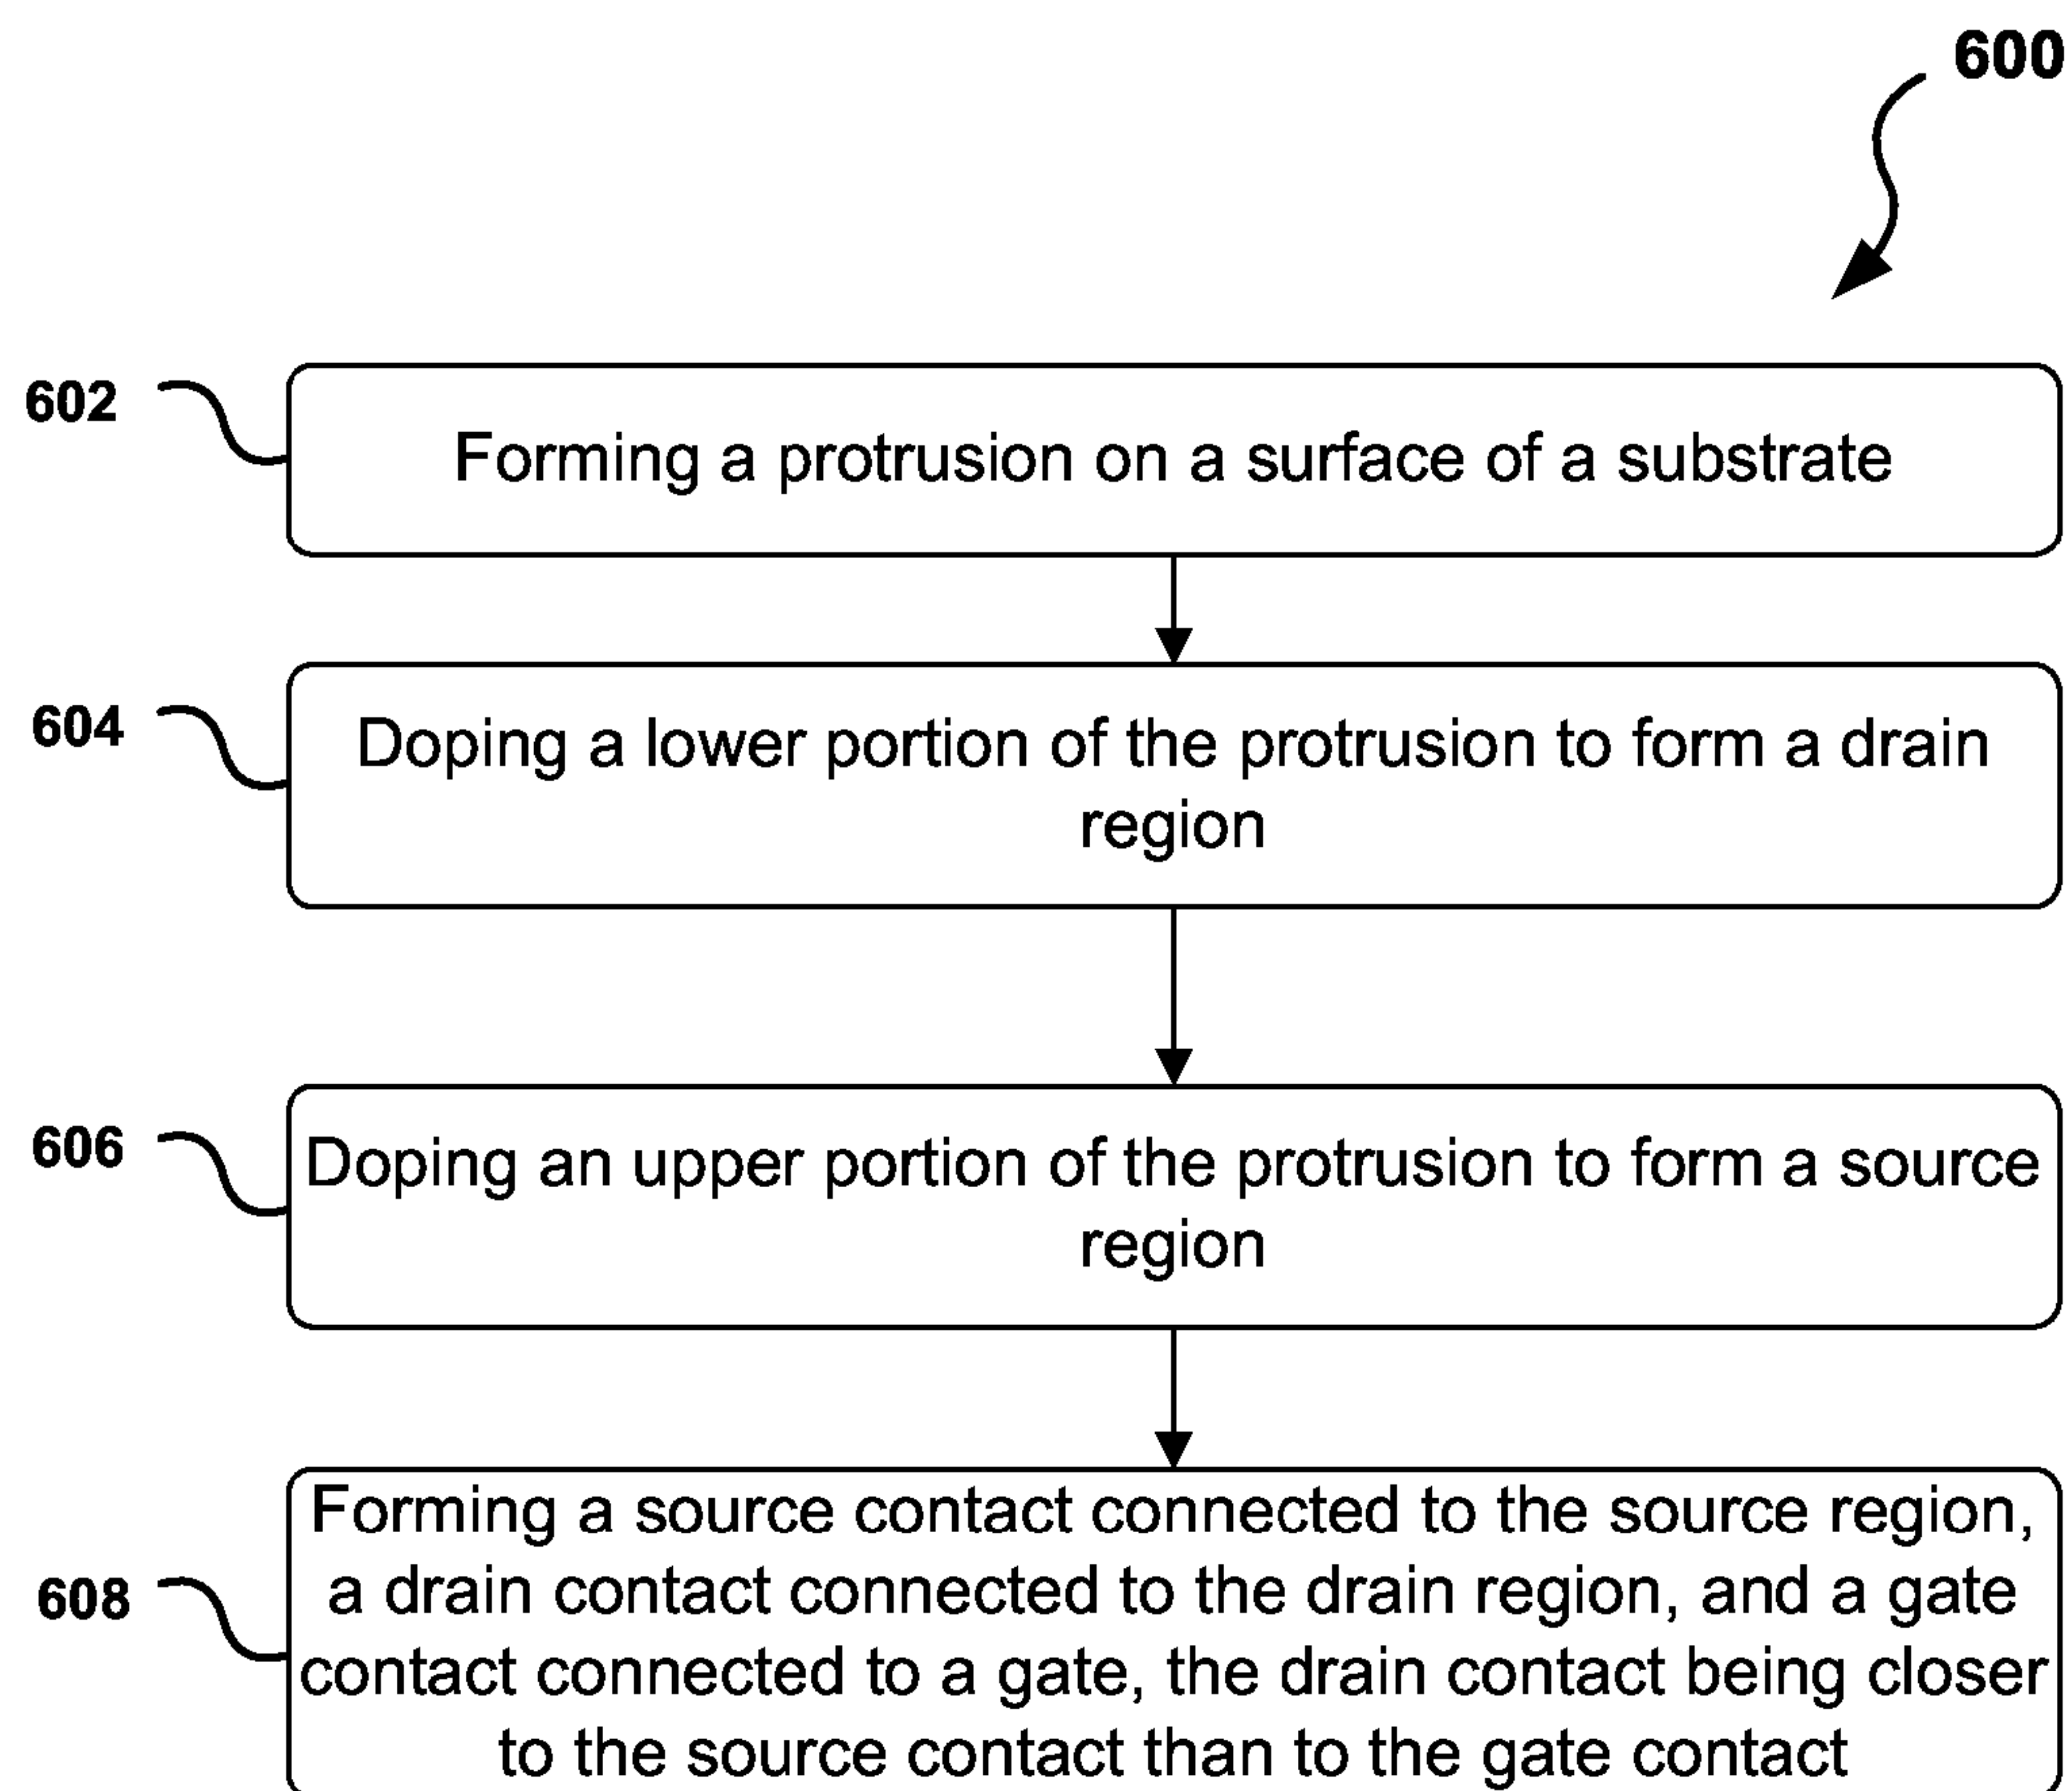 600
602
Forming a protrusion on a surface of a substrate
604
Doping a lower portion of the protrusion to form a drain
region
606
Doping an upper portion of the protrusion to form a source
region
608
Forming a source contact connected to the source region,
a drain contact connected to the drain region, and a gate
contact connected to a gate, the drain contact being closer
to the source contact than to the gate contact